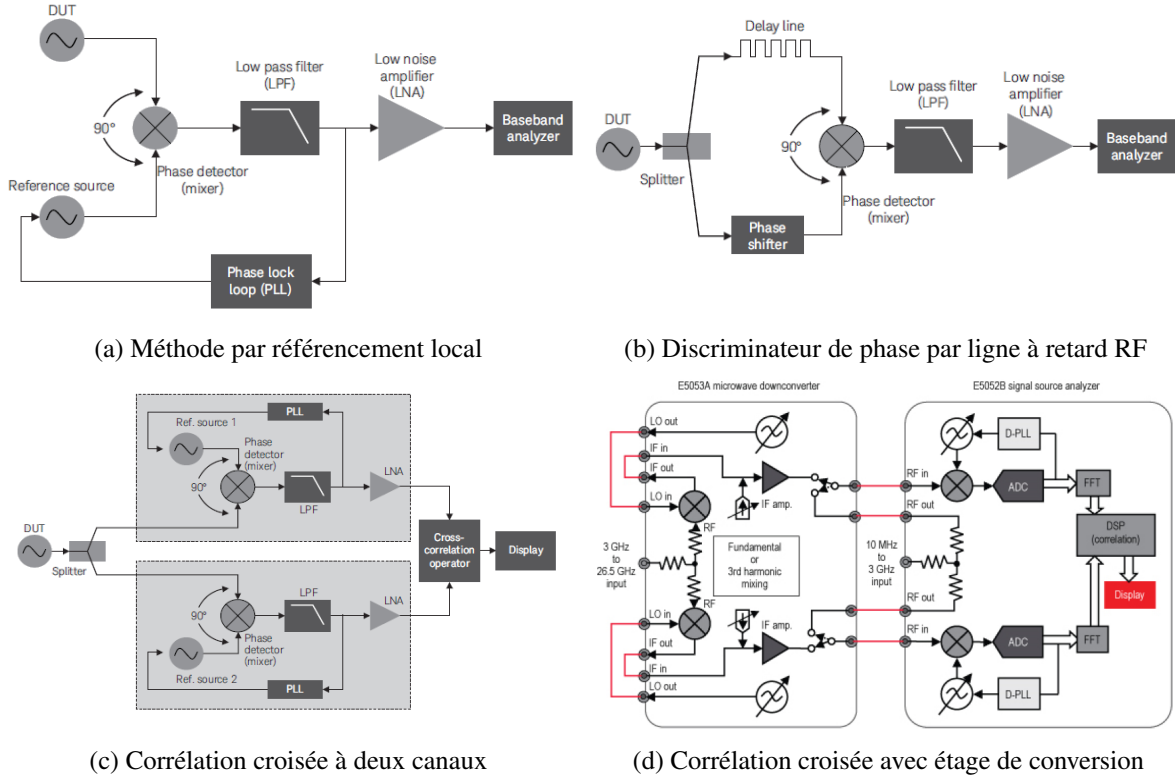 DUT
Low pass filter
(LPF)
Low noise
amplifier
(LNA)
90°
Baseband
analyzer
Phase detector
(mixer)
Reference source
Phase lock
loop (PLL)
(a) Méthode par référencement local
Delay line
DUT
Splitter
90°
Low pass filter
(LPF)
Low noise
amplifier
(LNA)
Baseband
analyzer
Phase detector
(mixer)
Phase
shifter
(b) Discriminateur de phase par ligne à retard RF
PLL
Ref. source 1
Phase
detector
(mixer)
90°
LPF
LNA
DUT
Splitter
Cross-
correlation
operator
Display
LPF
LNA
90°
Phase
detector
(mixer)
Ref. source 2
PLL
(c) Corrélation croisée à deux canaux
E5053A microwave downconverter
E5052B signal source analyzer
LO out
IF in
IF out
LO in
RF
IF amp.
3 GHz
to
26.5 GHz
input
Fundamental
or
3rd harmonic
mixing
RF
LO in
IF out
IF in
LO out
IF amp.
D-PLL
RF in
ADC
FFT
RF out
10 MHz
to
3 GHz
input
DSP
(correlation)
Display
RF out
RF in
ADC
FFT
D-PLL
(d) Corrélation croisée avec étage de conversion